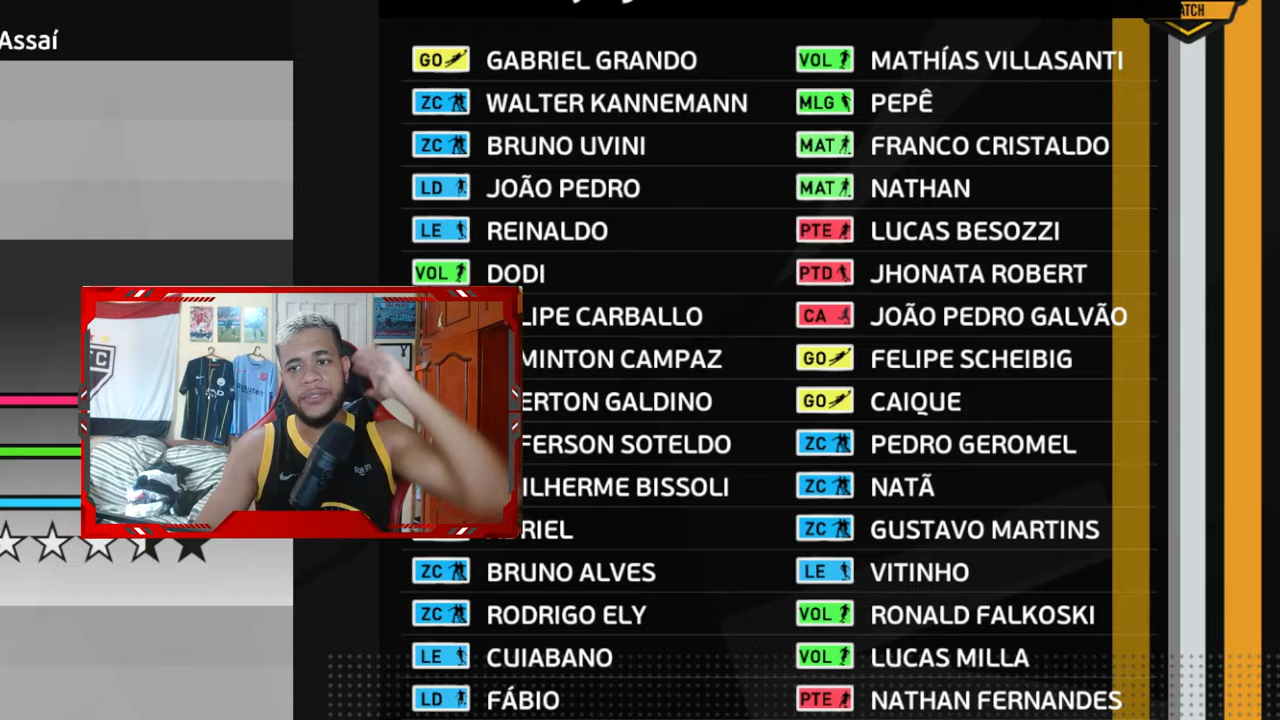 Assaí
ATCH
GO GABRIEL GRANDO
ZC WALTER KANNEMANN
ZC BRUNO UVINI
LD JOÃO PEDRO
LE REINALDO
VOL DODI
LIPE CARBALLO
MINTON CAMPAZ
ERTON GALDINO
FERSON SOTELDO
ILHERME BISSOLI
RIEL
ZC BRUNO ALVES
ZC RODRIGO ELY
LE CUIABANO
LD FÁBIO
VOL MATHÍAS VILLASANTI
MLG PEPÊ
MAT FRANCO CRISTALDO
MAT NATHAN
PTE LUCAS BESOZZI
PTD JHONATA ROBERT
CA JOÃO PEDRO GALVÃO
GO FELIPE SCHEIBIG
GO CAIQUE
ZC PEDRO GEROMEL
ZC NATÃ
ZC GUSTAVO MARTINS
LE VITINHO
VOL RONALD FALKOSKI
VOL LUCAS MILLA
PTE NATHAN FERNANDES